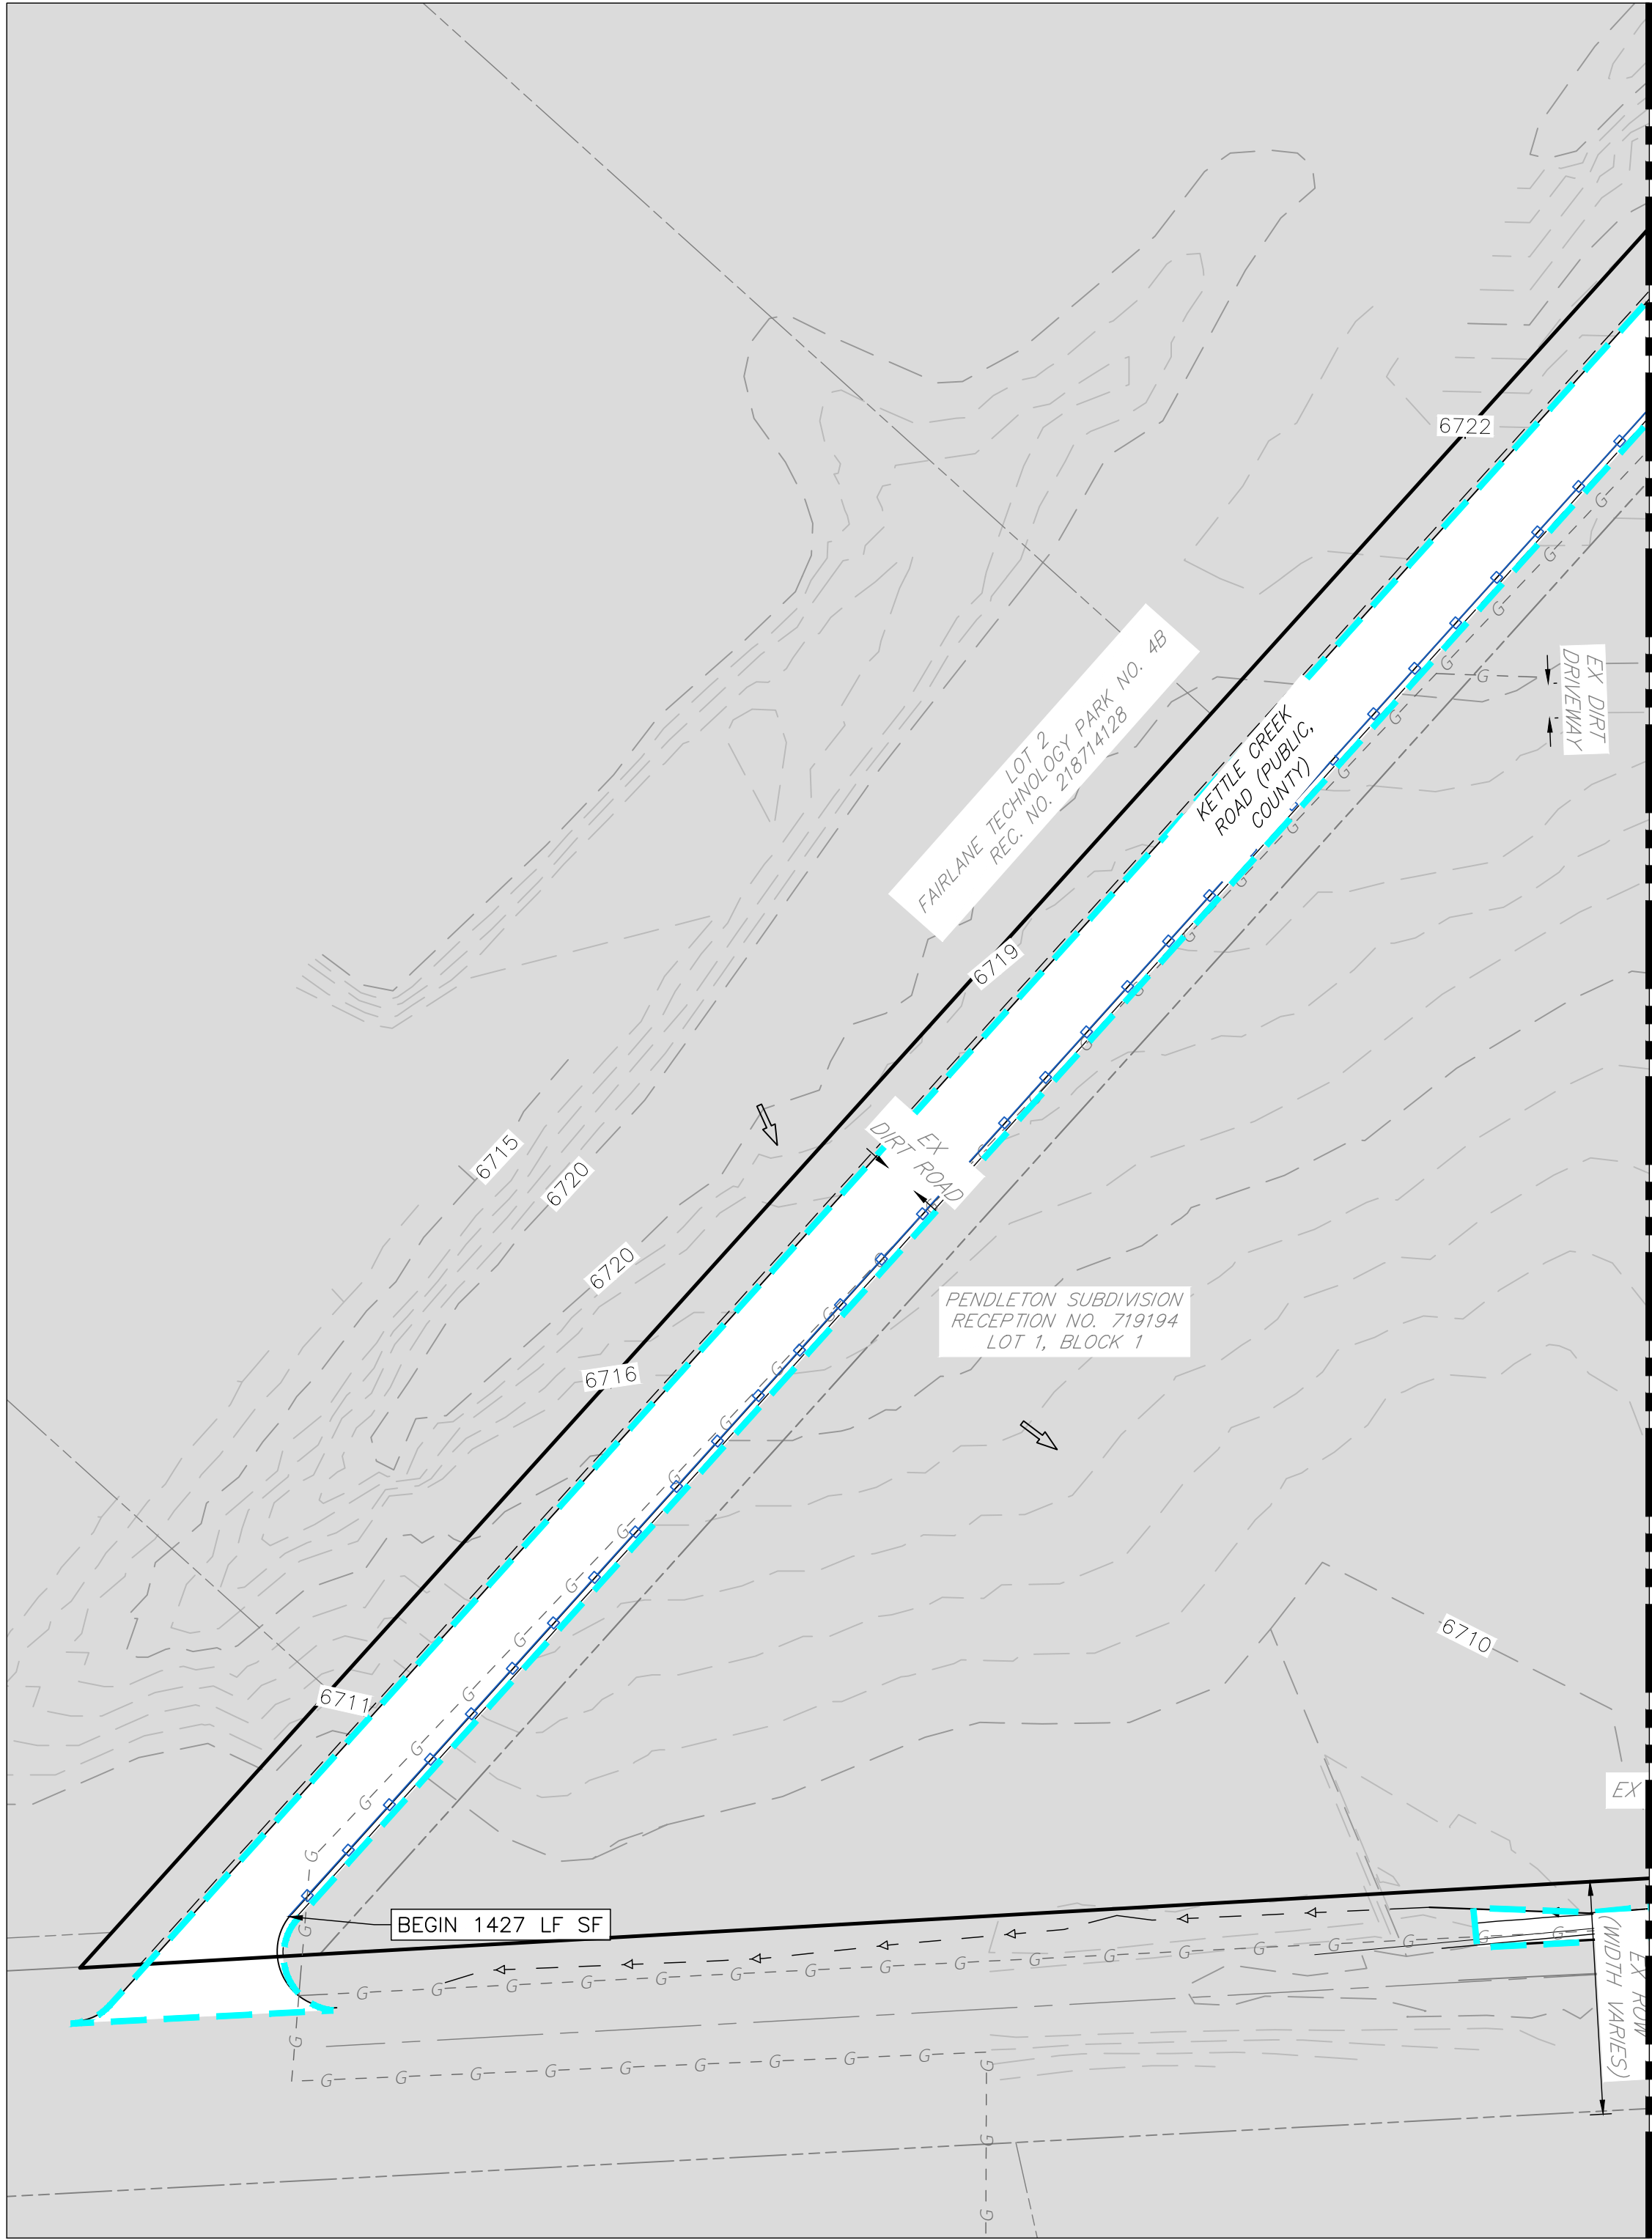 6722
EX DIRT
DRIVEWAY
LOT 2
FAIRLANE TECHNOLOGY PARK NO. 4B
REC. NO. 218714128
KETTLE CREEK
ROAD (PUBLIC,
COUNTY)
6719
EX
DIRT ROAD
6715
6720
6720
PENDLETON SUBDIVISION
RECEPTION NO. 719194
LOT 1, BLOCK 1
6716
6710
6711
EX
BEGIN 1427 LF SF
EX ROW
(WIDTH VARIES)
G